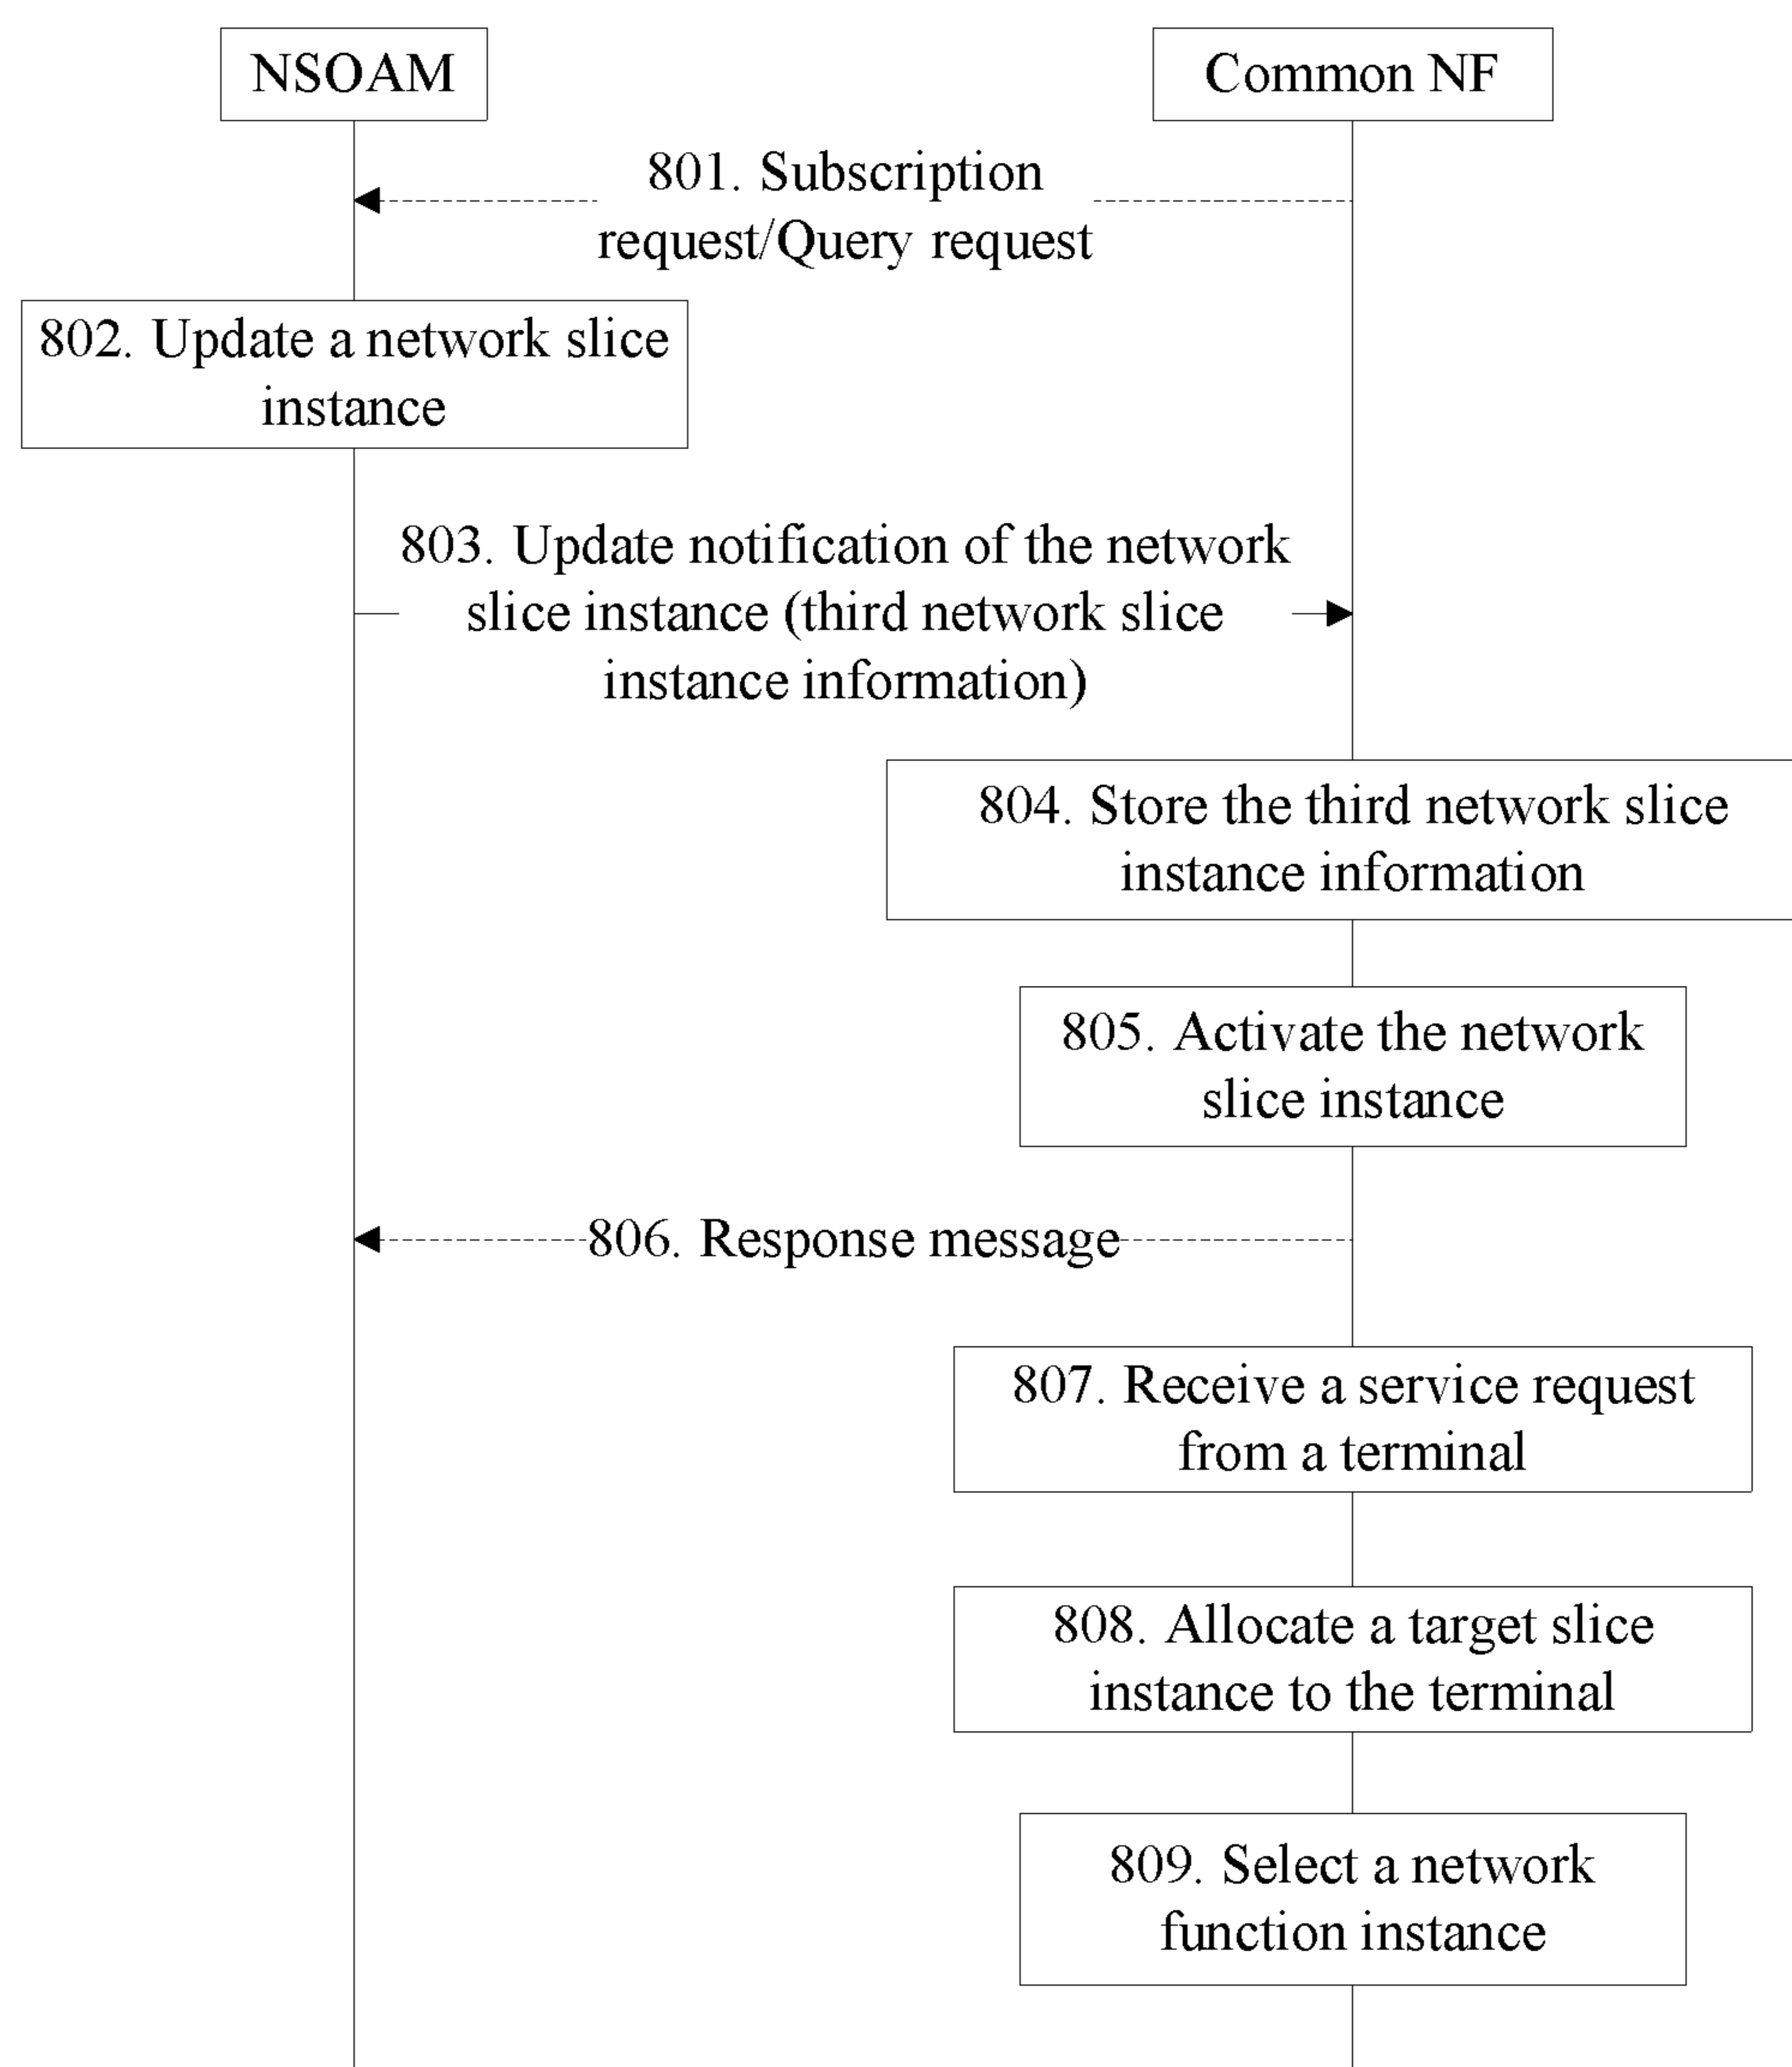 NSOAM
Common NF
801. Subscription
request/Query request
802. Update a network slice
instance
803. Update notification of the network
slice instance (third network slice
instance information)
804. Store the third network slice
instance information
805. Activate the network
slice instance
806. Response message
807. Receive a service request
from a terminal
808. Allocate a target slice
instance to the terminal
809. Select a network
function instance